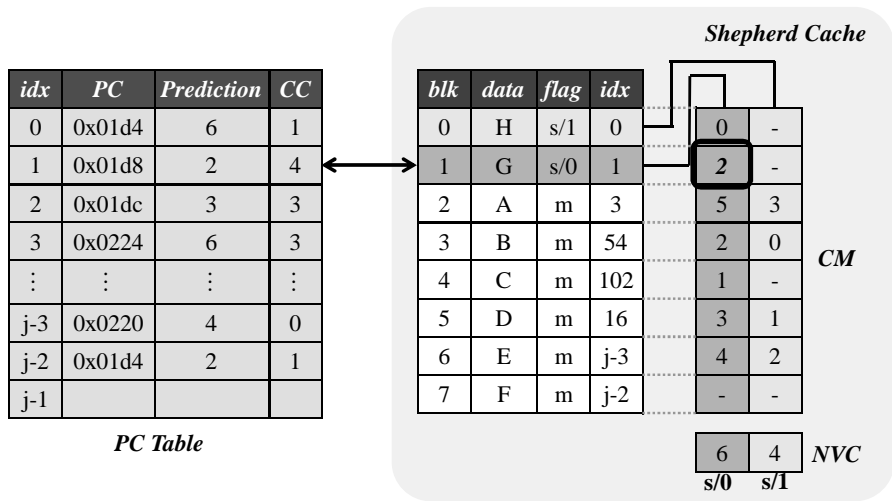 Shepherd Cache
idx PC Prediction CC
0 0x01d4 6 1
1 0x01d8 2 4
2 0x01dc 3 3
3 0x0224 6 3
⋮ ⋮ ⋮ ⋮
j-3 0x0220 4 0
j-2 0x01d4 2 1
j-1
PC Table
blk data flag idx
0 H s/1 0
1 G s/0 1
2 A m 3
3 B m 54
4 C m 102
5 D m 16
6 E m j-3
7 F m j-2
0 -
2 -
5 3
2 0
1 -
3 1
4 2
- -
CM
6 4 NVC
s/0 s/1